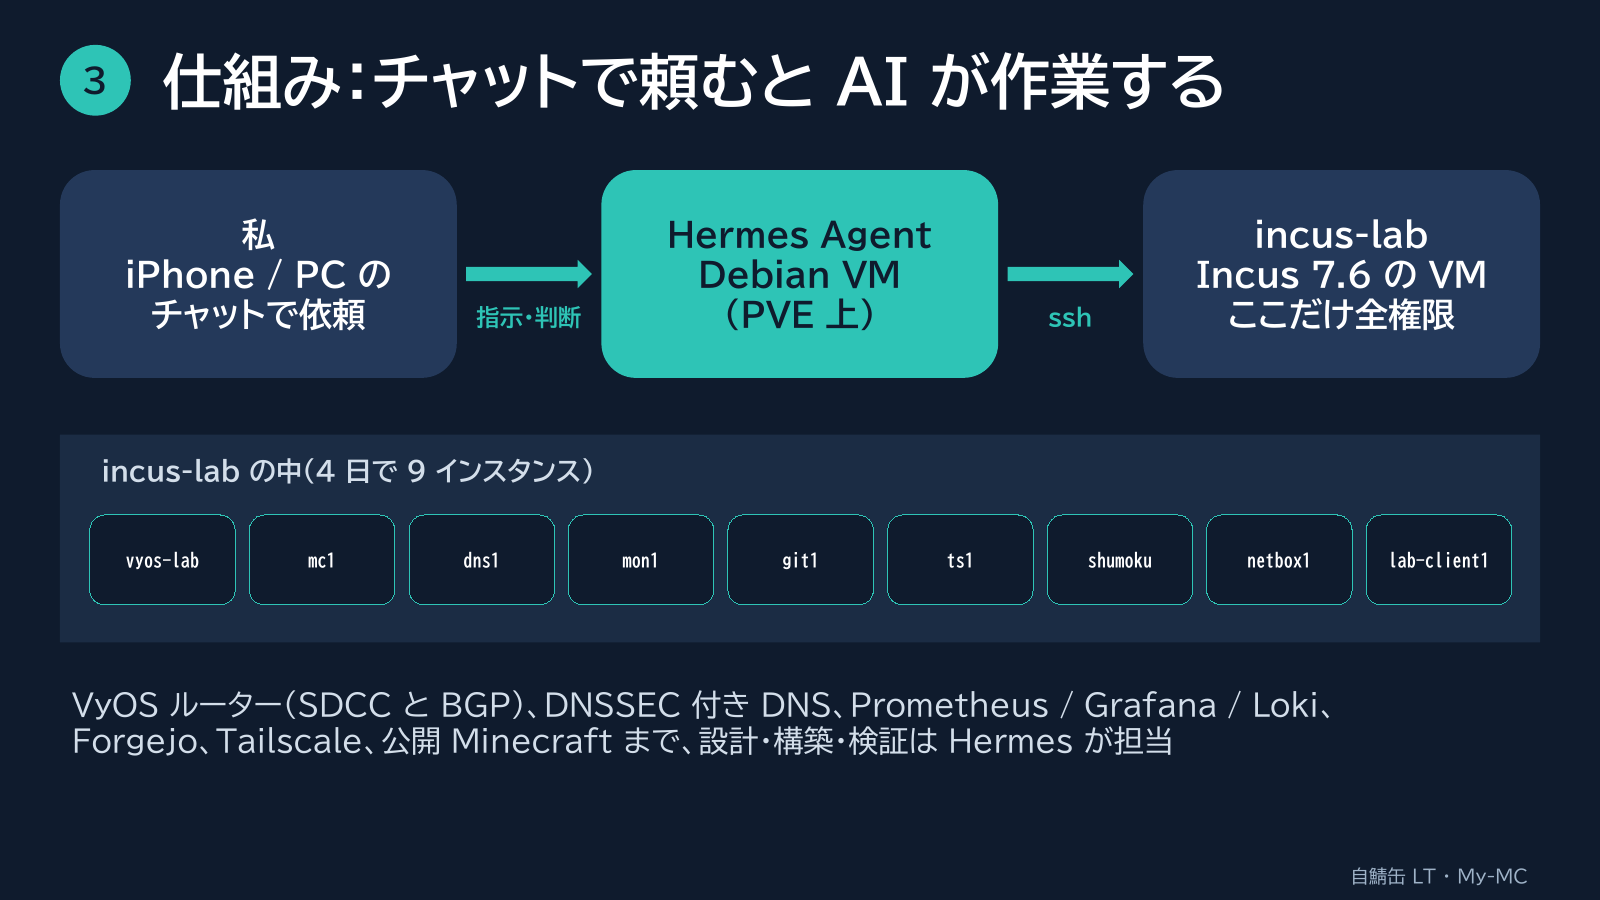 3
仕組み：チャットで頼むと AI が作業する
私
iPhone / PC の
チャットで依頼
指示・判断
Hermes Agent
Debian VM
（PVE 上）
ssh
incus-lab
Incus 7.6 の VM
ここだけ全権限
incus-lab の中（4 日で 9 インスタンス）
vyos-lab
mc1
dns1
mon1
git1
ts1
shumoku
netbox1
lab-client1
VyOS ルーター（SDCC と BGP）、DNSSEC 付き DNS、Prometheus / Grafana / Loki、
Forgejo、Tailscale、公開 Minecraft まで、設計・構築・検証は Hermes が担当
自鯖缶 LT · My-MC